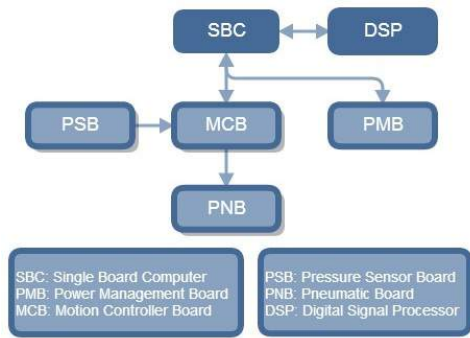 SBC
DSP
PSB
MCB
PMB
PNB
SBC: Single Board Computer
PMB: Power Management Board
MCB: Motion Controller Board
PSB: Pressure Sensor Board
PNB: Pneumatic Board
DSP: Digital Signal Processor